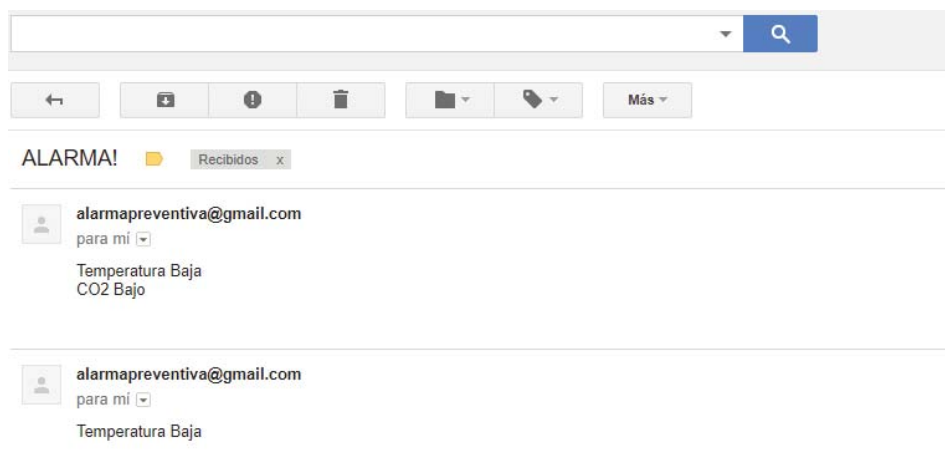 Más
ALARMA!
Recibidos x
alarmapreventiva@gmail.com
para mí
Temperatura Baja
CO2 Bajo
alarmapreventiva@gmail.com
para mí
Temperatura Baja